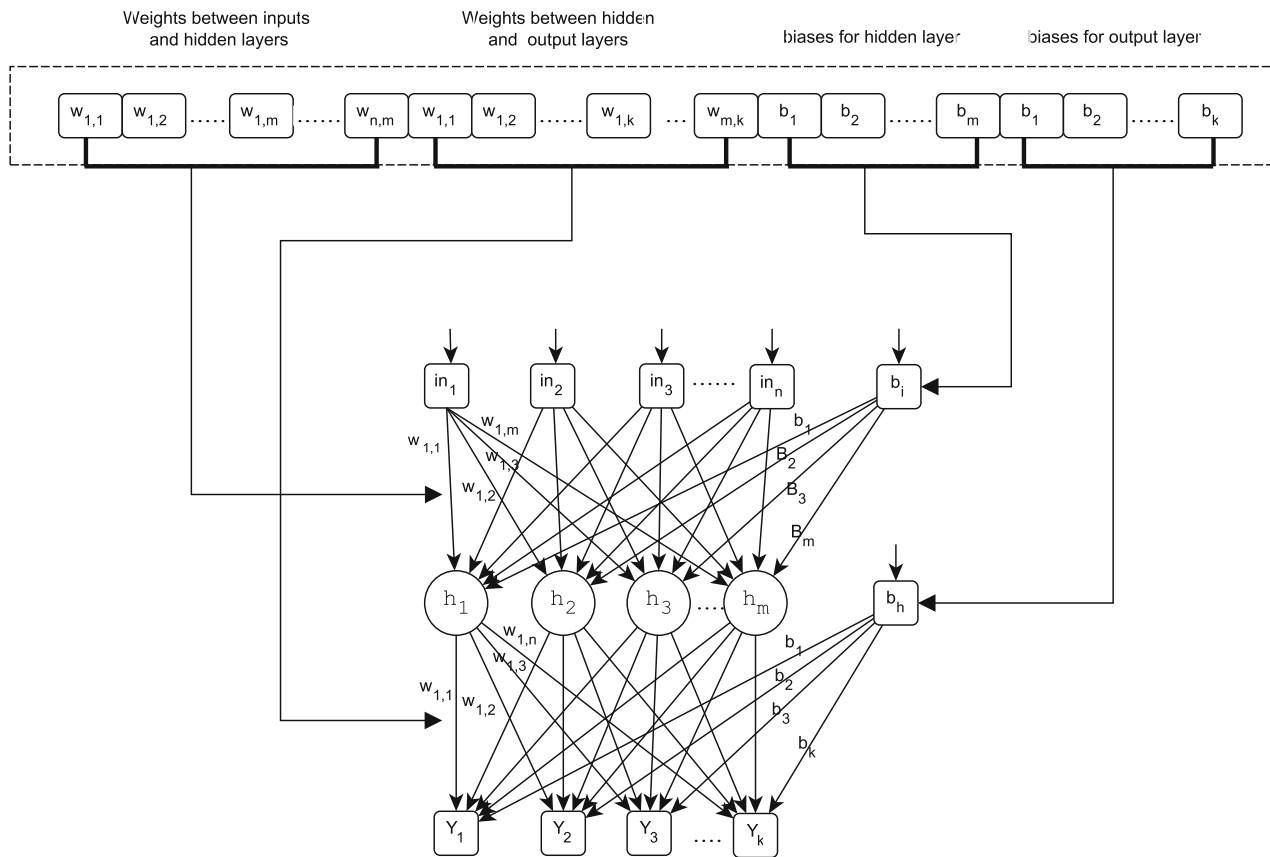 Weights between inputs
and hidden layers
Weights between hidden
and output layers
biases for hidden layer
biases for output layer
w1,1 w1,2 ...... w1,m ...... wn,m w1,1 w1,2 ...... w1,k ... wm,k b1 b2 ...... bm b1 b2 ...... bk
in1 in2 in3 ...... inn bi
w1,m b1
w1,1
w1,3 B2
w1,2 B3
Bm
h1 h2 h3 .... hm bh
w1,n b1
w1,3
w1,1 w1,2 b2
b3
bk
Y1 Y2 Y3 .... Yk